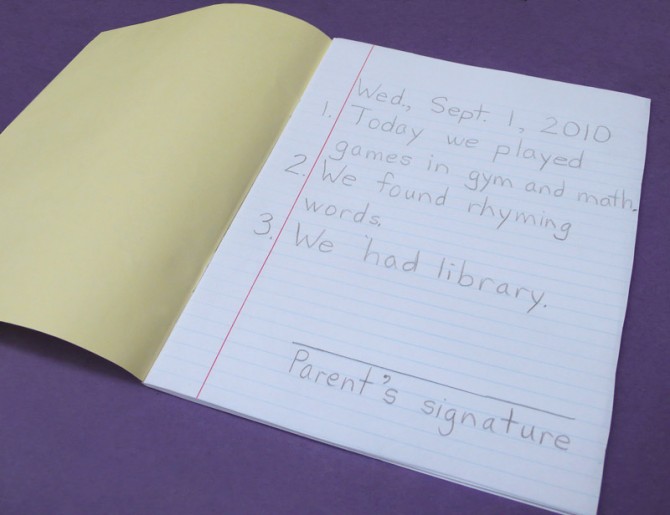 Wed., Sept. 1, 2010
1. Today we played
games in gym and math.
2. We found rhyming
words.
3. We had library.
Parent's signature